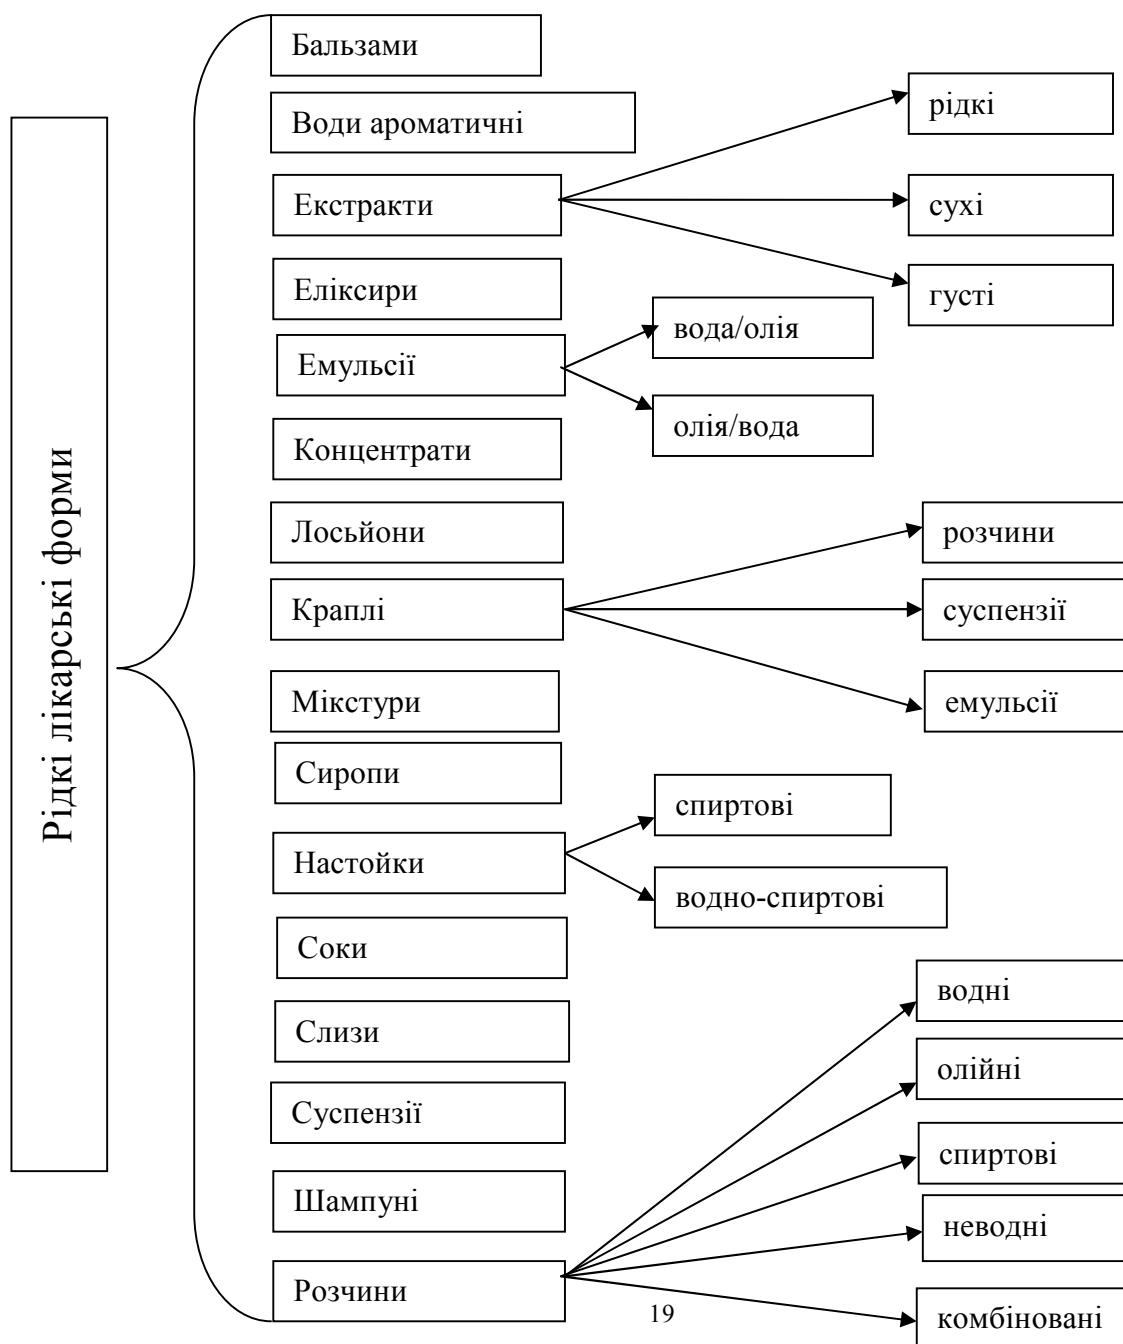 Рідкі лікарські форми
Бальзами
Води ароматичні
Екстракти
рідкі
сухі
густі
Еліксири
Емульсії
вода/олія
олія/вода
Концентрати
Лосьйони
Краплі
розчини
суспензії
емульсії
Мікстури
Сиропи
Настойки
спиртові
водно-спиртові
Соки
Слизи
Суспензії
Шампуні
Розчини
водні
олійні
спиртові
неводні
комбіновані
19